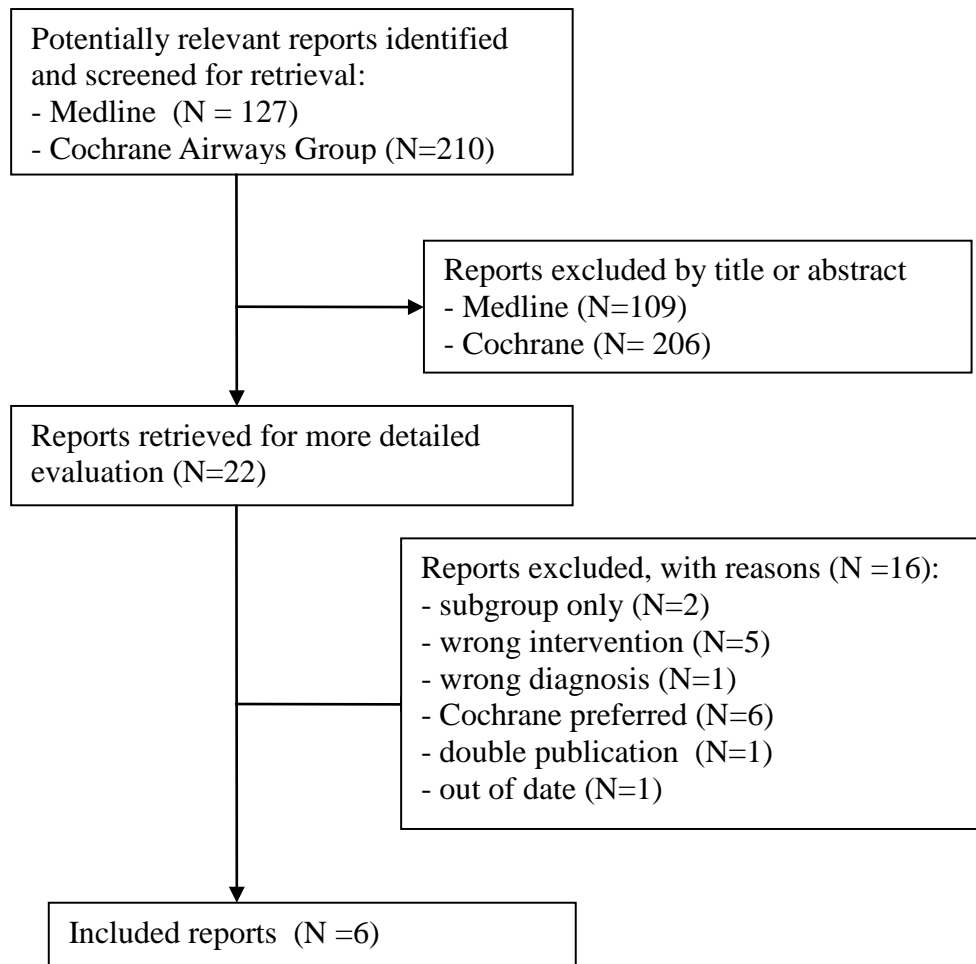 Potentially relevant reports identified
and screened for retrieval:
- Medline  (N = 127)
- Cochrane Airways Group (N=210)
Reports excluded by title or abstract
- Medline (N=109)
- Cochrane (N= 206)
Reports retrieved for more detailed
evaluation (N=22)
Reports excluded, with reasons (N =16):
- subgroup only (N=2)
- wrong intervention (N=5)
- wrong diagnosis (N=1)
- Cochrane preferred (N=6)
- double publication  (N=1)
- out of date (N=1)
Included reports  (N =6)